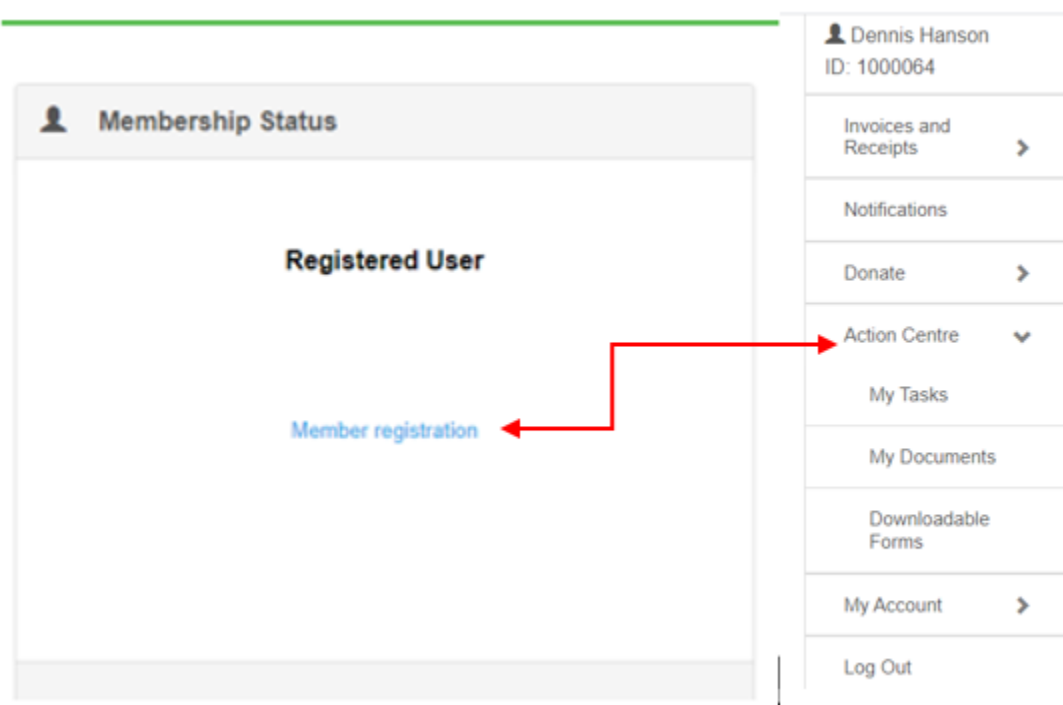 Membership Status
Registered User
Member registration
Dennis Hanson
ID: 1000064
Invoices and
Receipts
Notifications
Donate
Action Centre
My Tasks
My Documents
Downloadable
Forms
My Account
Log Out